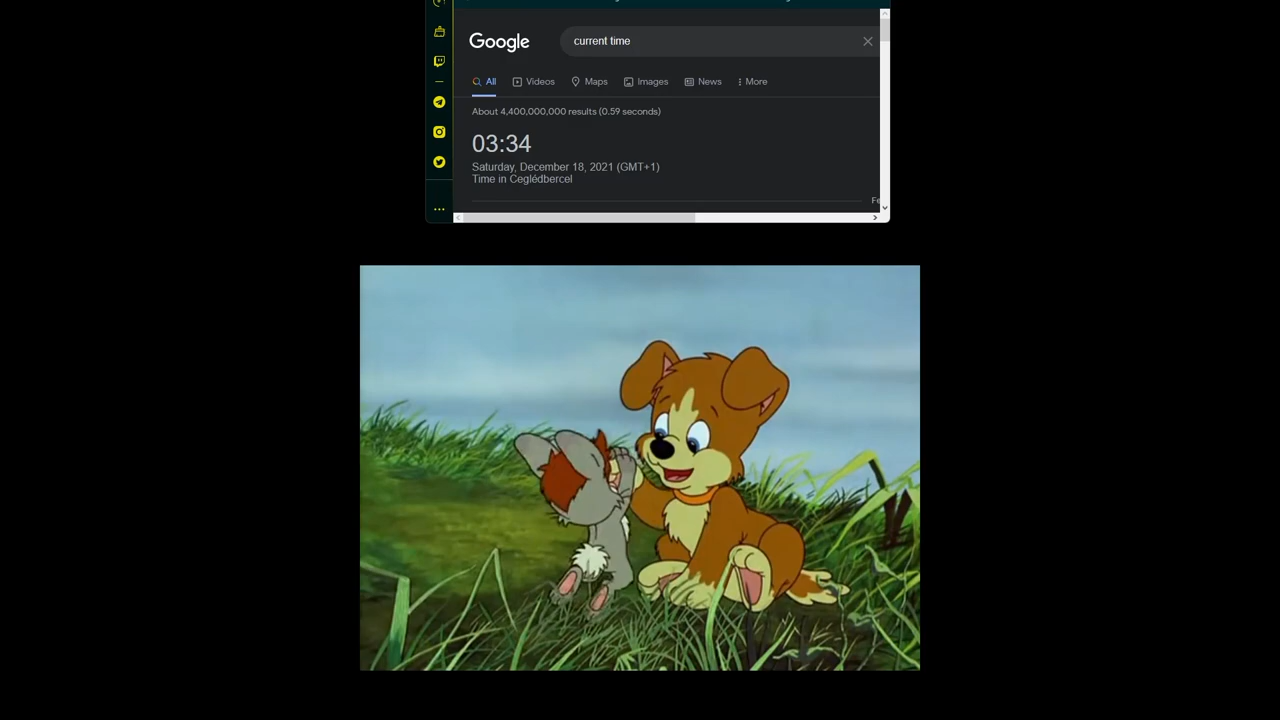 Google
current time
All Videos Maps Images News More
About 4,400,000,000 results (0.59 seconds)
03:34
Saturday, December 18, 2021 (GMT+1)
Time in Ceglédbercel